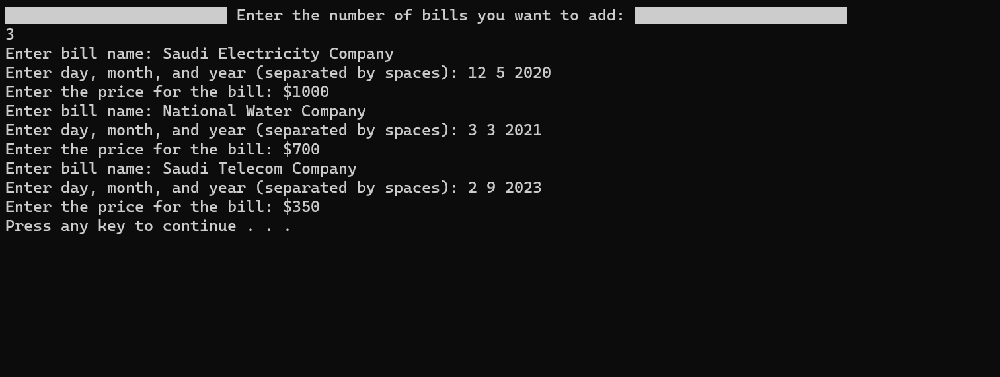 Enter the number of bills you want to add:
3
Enter bill name: Saudi Electricity Company
Enter day, month, and year (separated by spaces): 12 5 2020
Enter the price for the bill: $1000
Enter bill name: National Water Company
Enter day, month, and year (separated by spaces): 3 3 2021
Enter the price for the bill: $700
Enter bill name: Saudi Telecom Company
Enter day, month, and year (separated by spaces): 2 9 2023
Enter the price for the bill: $350
Press any key to continue . . .